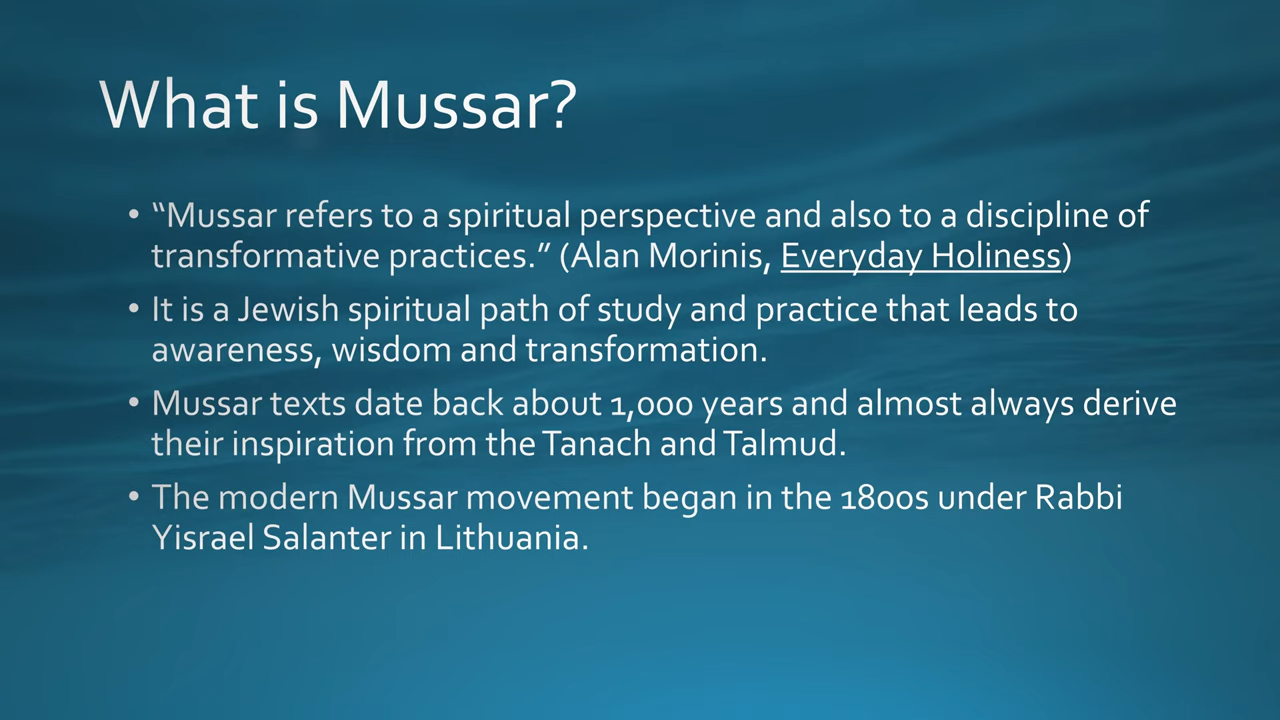 What is Mussar?
• “Mussar refers to a spiritual perspective and also to a discipline of
transformative practices.” (Alan Morinis, Everyday Holiness)
• It is a Jewish spiritual path of study and practice that leads to
awareness, wisdom and transformation.
• Mussar texts date back about 1,000 years and almost always derive
their inspiration from the Tanach and Talmud.
• The modern Mussar movement began in the 1800s under Rabbi
Yisrael Salanter in Lithuania.